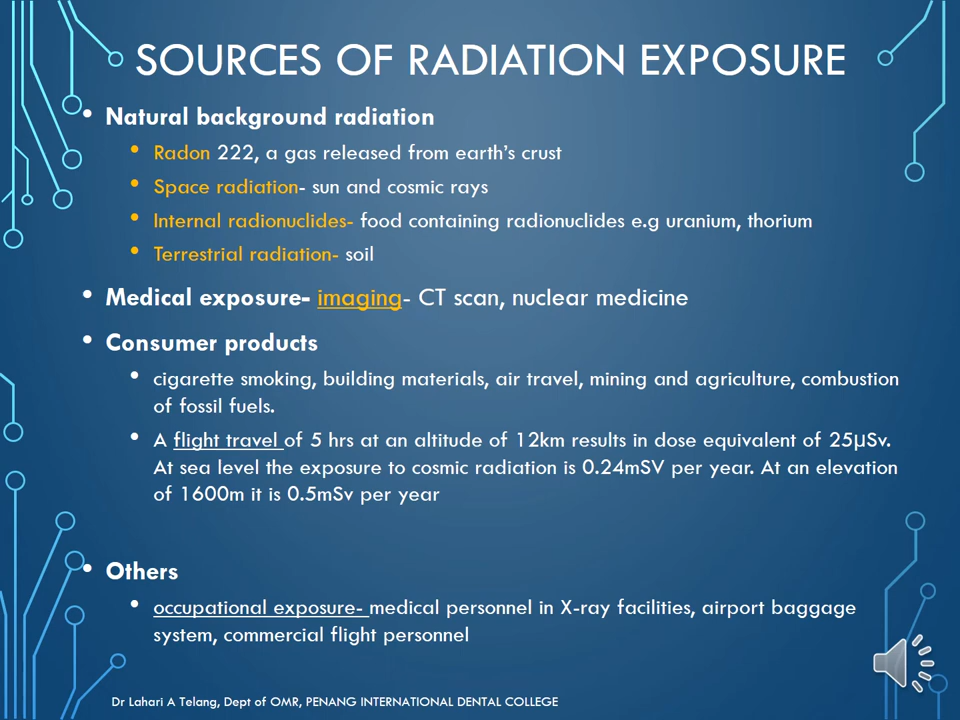 SOURCES OF RADIATION EXPOSURE
• Natural background radiation
• Radon 222, a gas released from earth’s crust
• Space radiation- sun and cosmic rays
• Internal radionuclides- food containing radionuclides e.g uranium, thorium
• Terrestrial radiation- soil
• Medical exposure- imaging- CT scan, nuclear medicine
• Consumer products
• cigarette smoking, building materials, air travel, mining and agriculture, combustion
of fossil fuels.
• A flight travel of 5 hrs at an altitude of 12km results in dose equivalent of 25µSv.
At sea level the exposure to cosmic radiation is 0.24mSV per year. At an elevation
of 1600m it is 0.5mSv per year
• Others
• occupational exposure- medical personnel in X-ray facilities, airport baggage
system, commercial flight personnel
Dr Lahari A Telang, Dept of OMR, PENANG INTERNATIONAL DENTAL COLLEGE